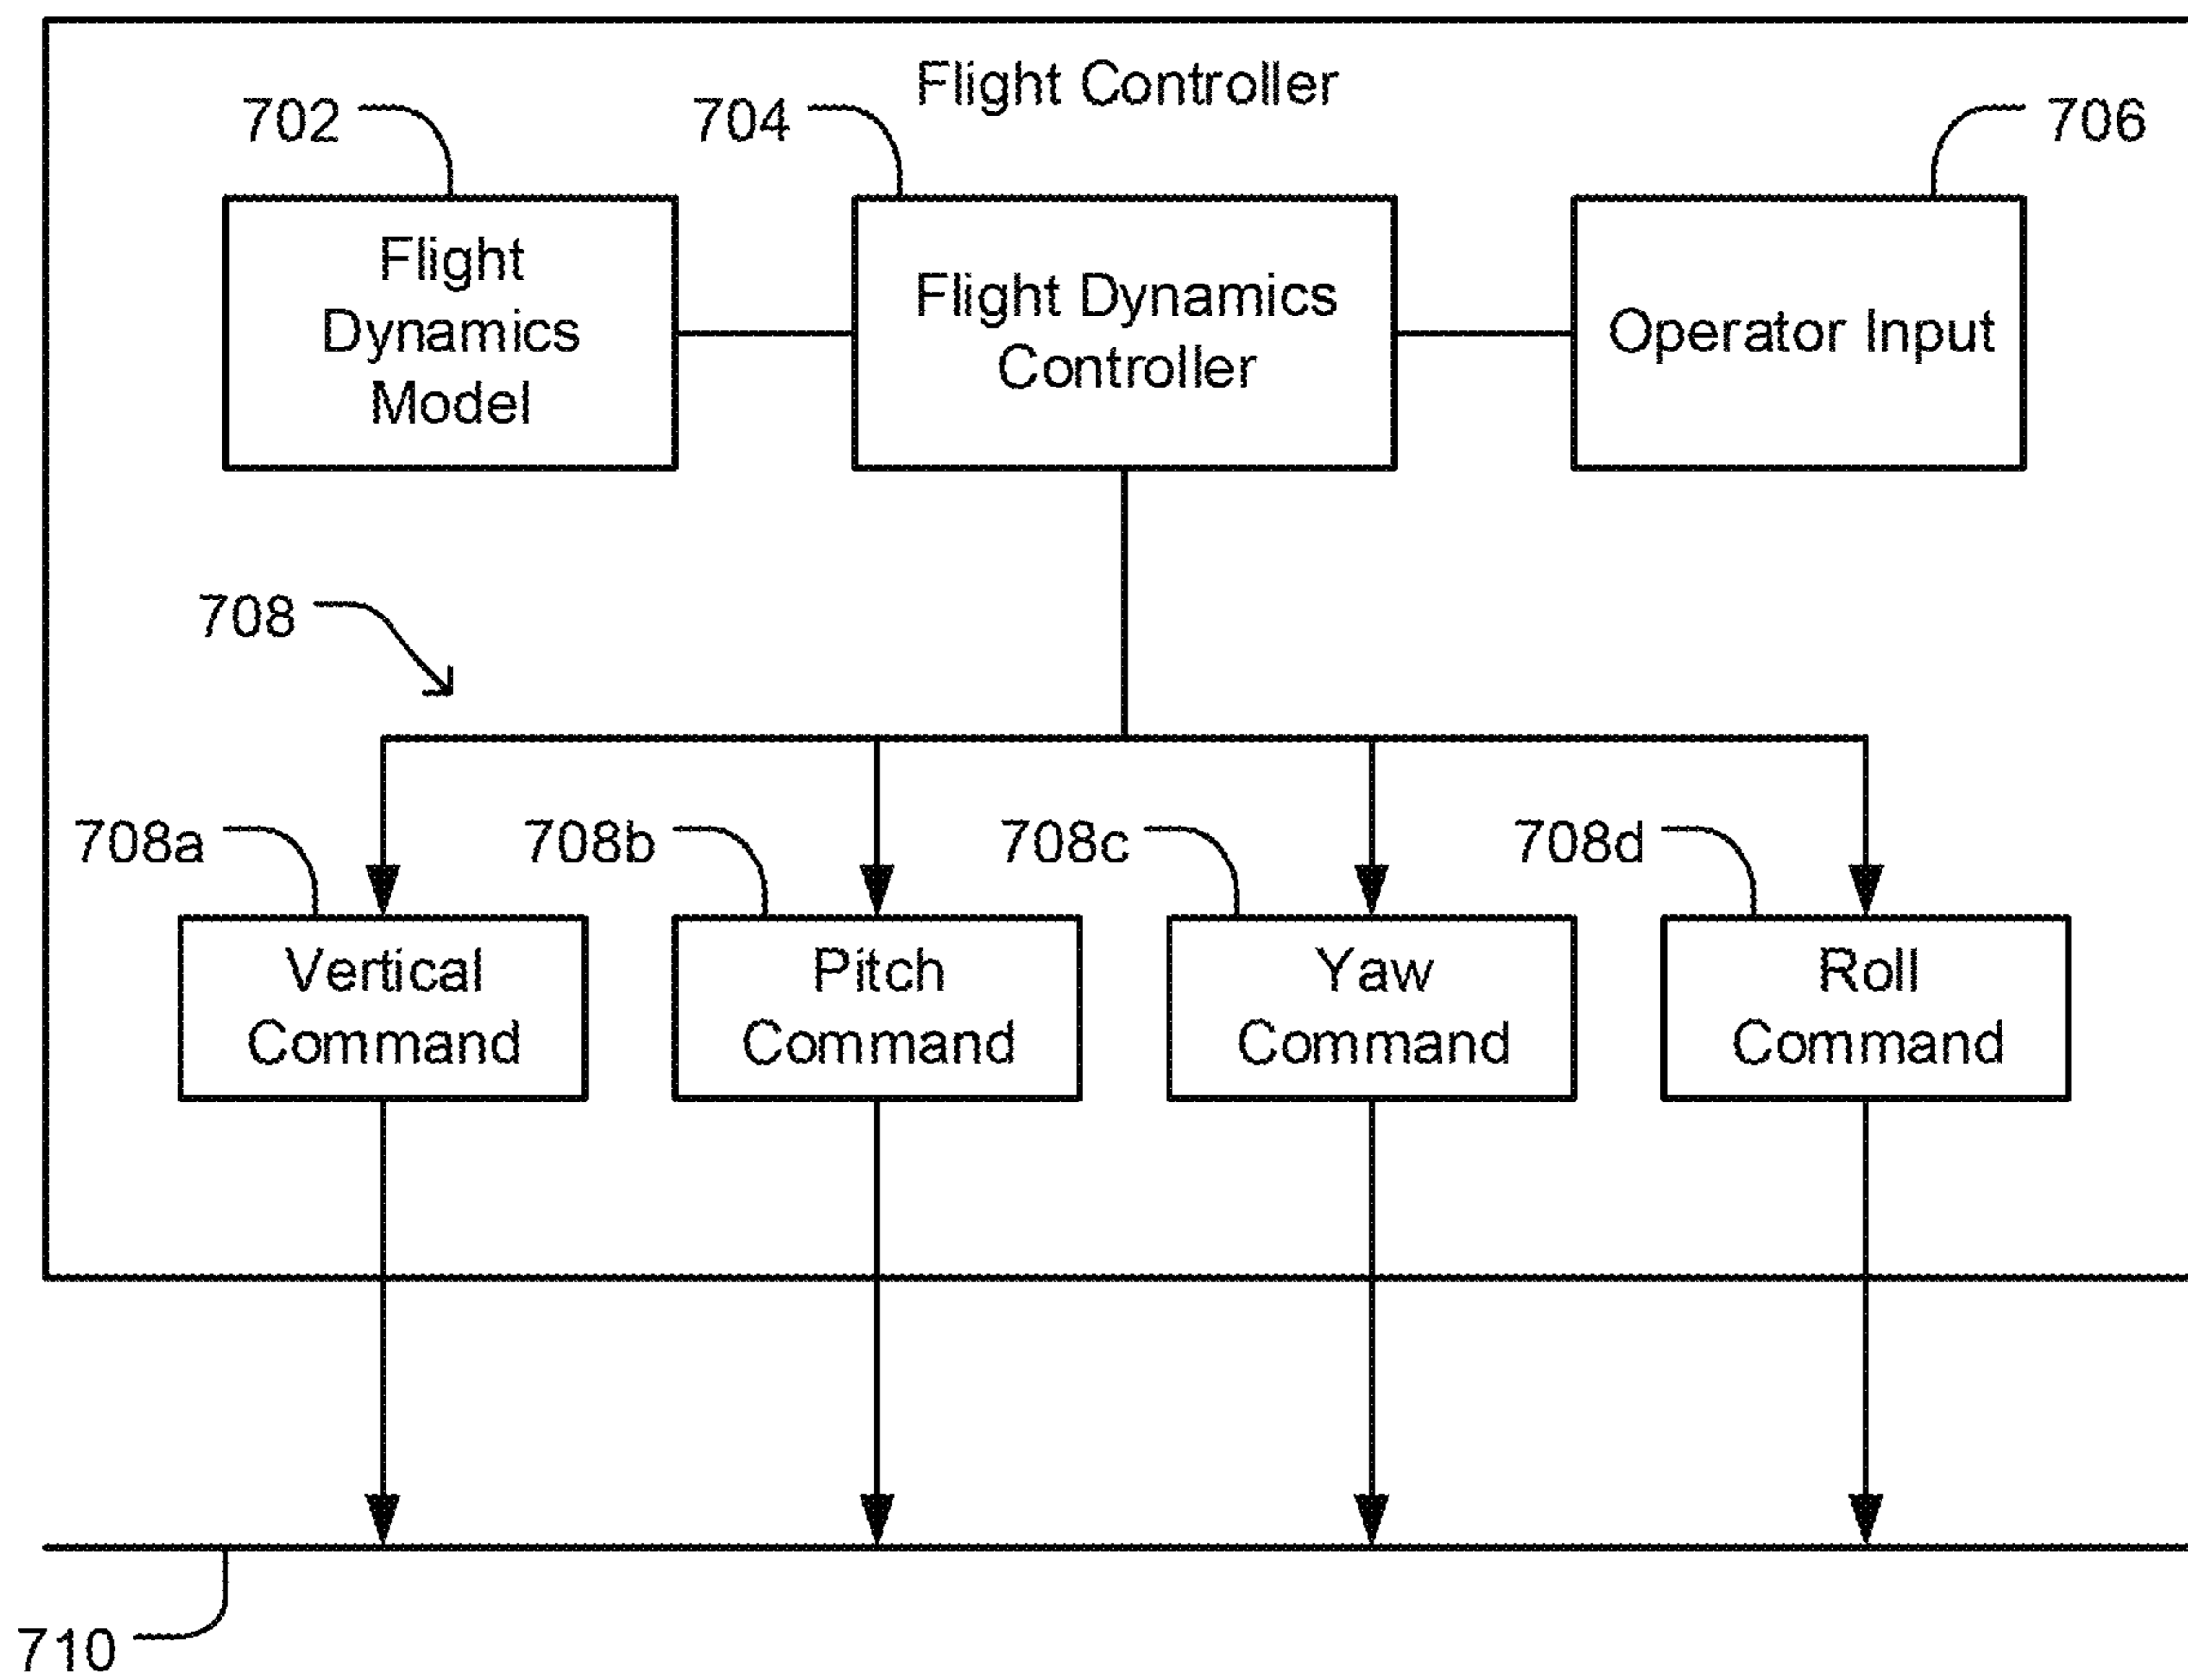 Flight Controller
702
704
706
Flight
Dynamics
Model
Flight Dynamics
Controller
Operator Input
708
708a
708b
708c
708d
Vertical
Command
Pitch
Command
Yaw
Command
Roll
Command
710